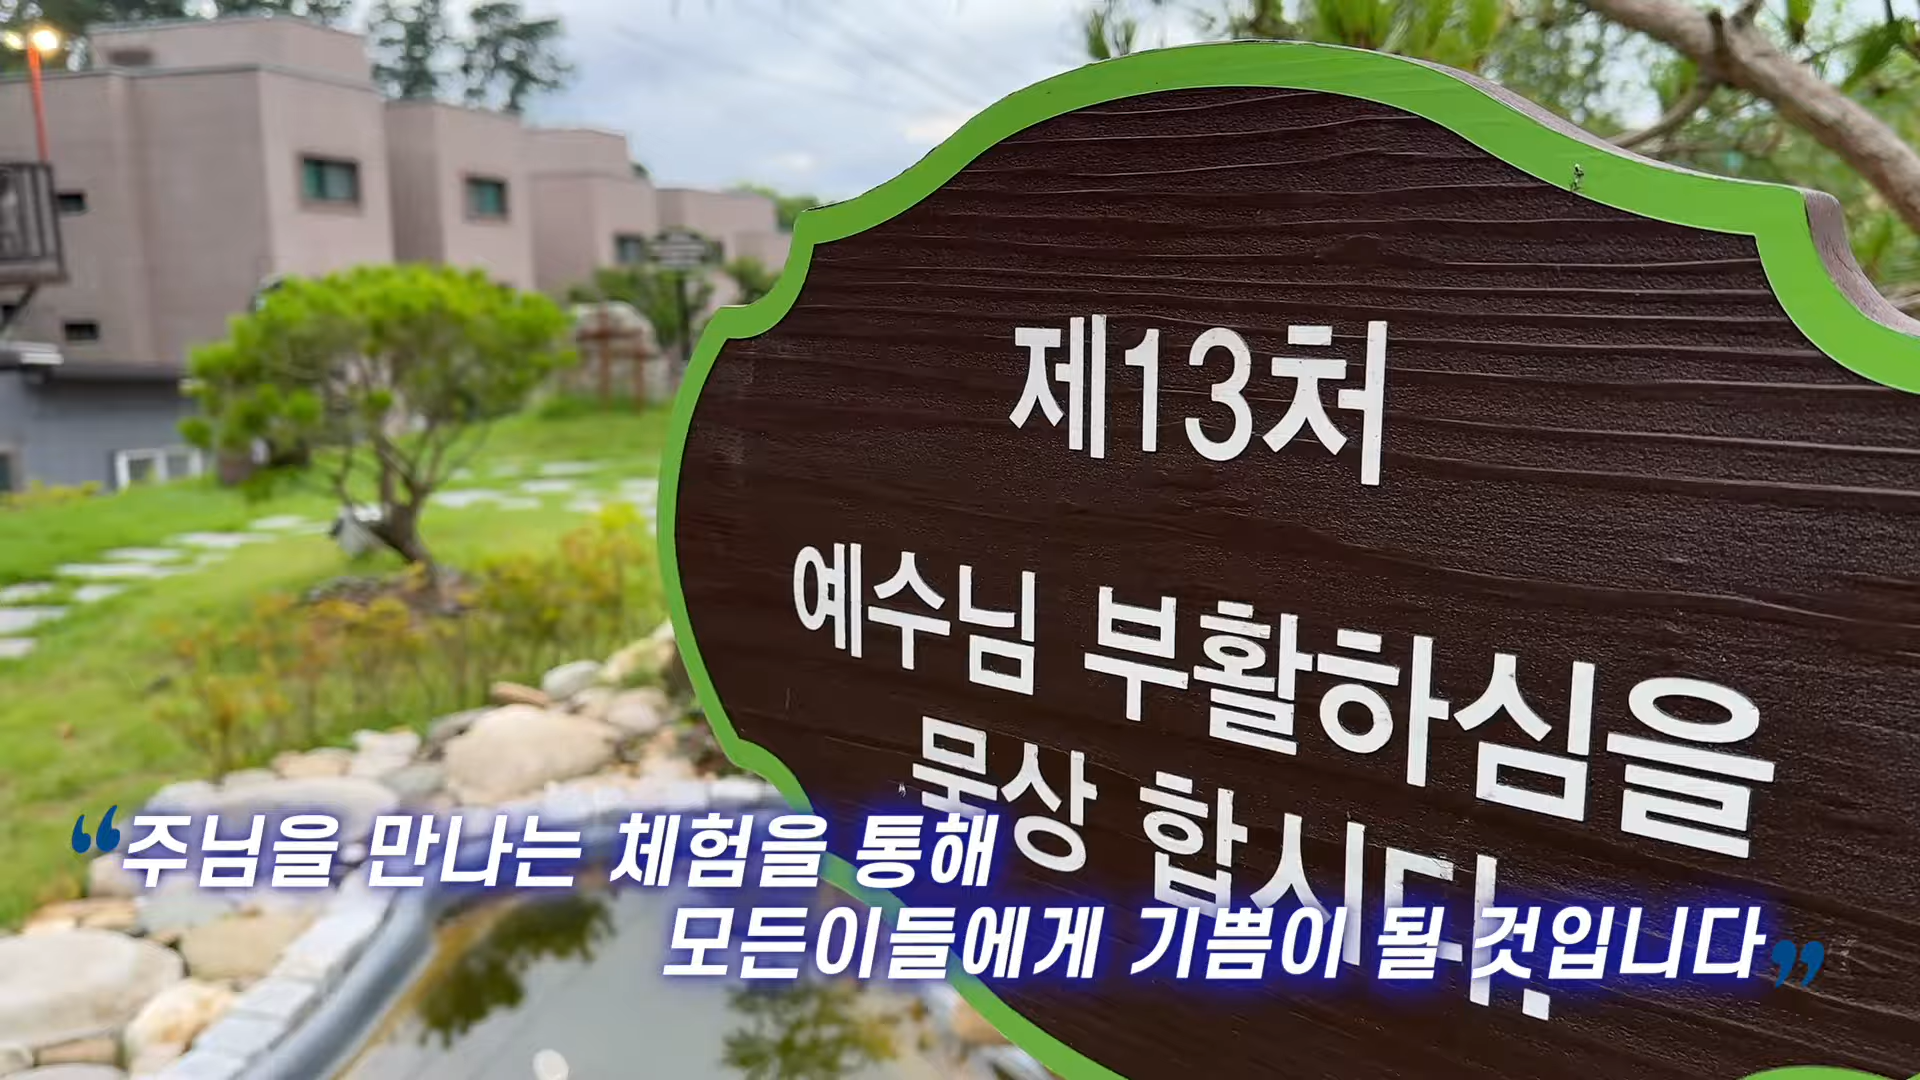 제13처
예수님 부활하심을
묵상 합시다.
“주님을 만나는 체험을 통해
모든이들에게 기쁨이 될 것입니다”